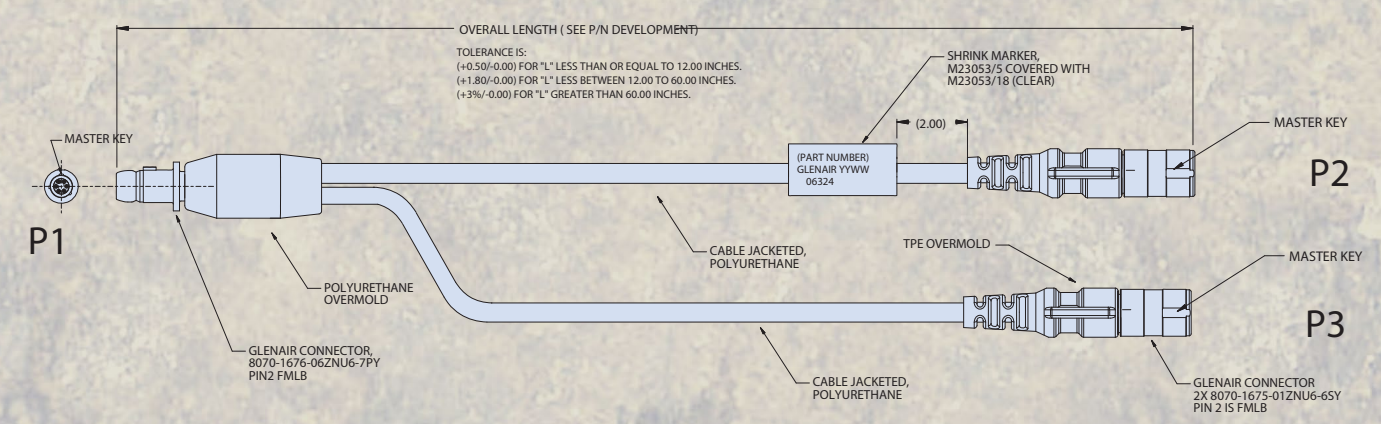 OVERALL LENGTH ( SEE P/N DEVELOPMENT)
TOLERANCE IS:
(+0.50/-0.00) FOR "L" LESS THAN OR EQUAL TO 12.00 INCHES.
(+1.80/-0.00) FOR "L" LESS BETWEEN 12.00 TO 60.00 INCHES.
(+3%/-0.00) FOR "L" GREATER THAN 60.00 INCHES.
SHRINK MARKER,
M23053/5 COVERED WITH
M23053/18 (CLEAR)
(2.00)
MASTER KEY
MASTER KEY
(PART NUMBER)
GLENAIR YYWW
06324
P2
P1
CABLE JACKETED,
POLYURETHANE
TPE OVERMOLD
MASTER KEY
POLYURETHANE
OVERMOLD
P3
GLENAIR CONNECTOR,
8070-1676-06ZNU6-7PY
PIN2 FMLB
CABLE JACKETED,
POLYURETHANE
GLENAIR CONNECTOR
2X 8070-1675-01ZNU6-6SY
PIN 2 IS FMLB